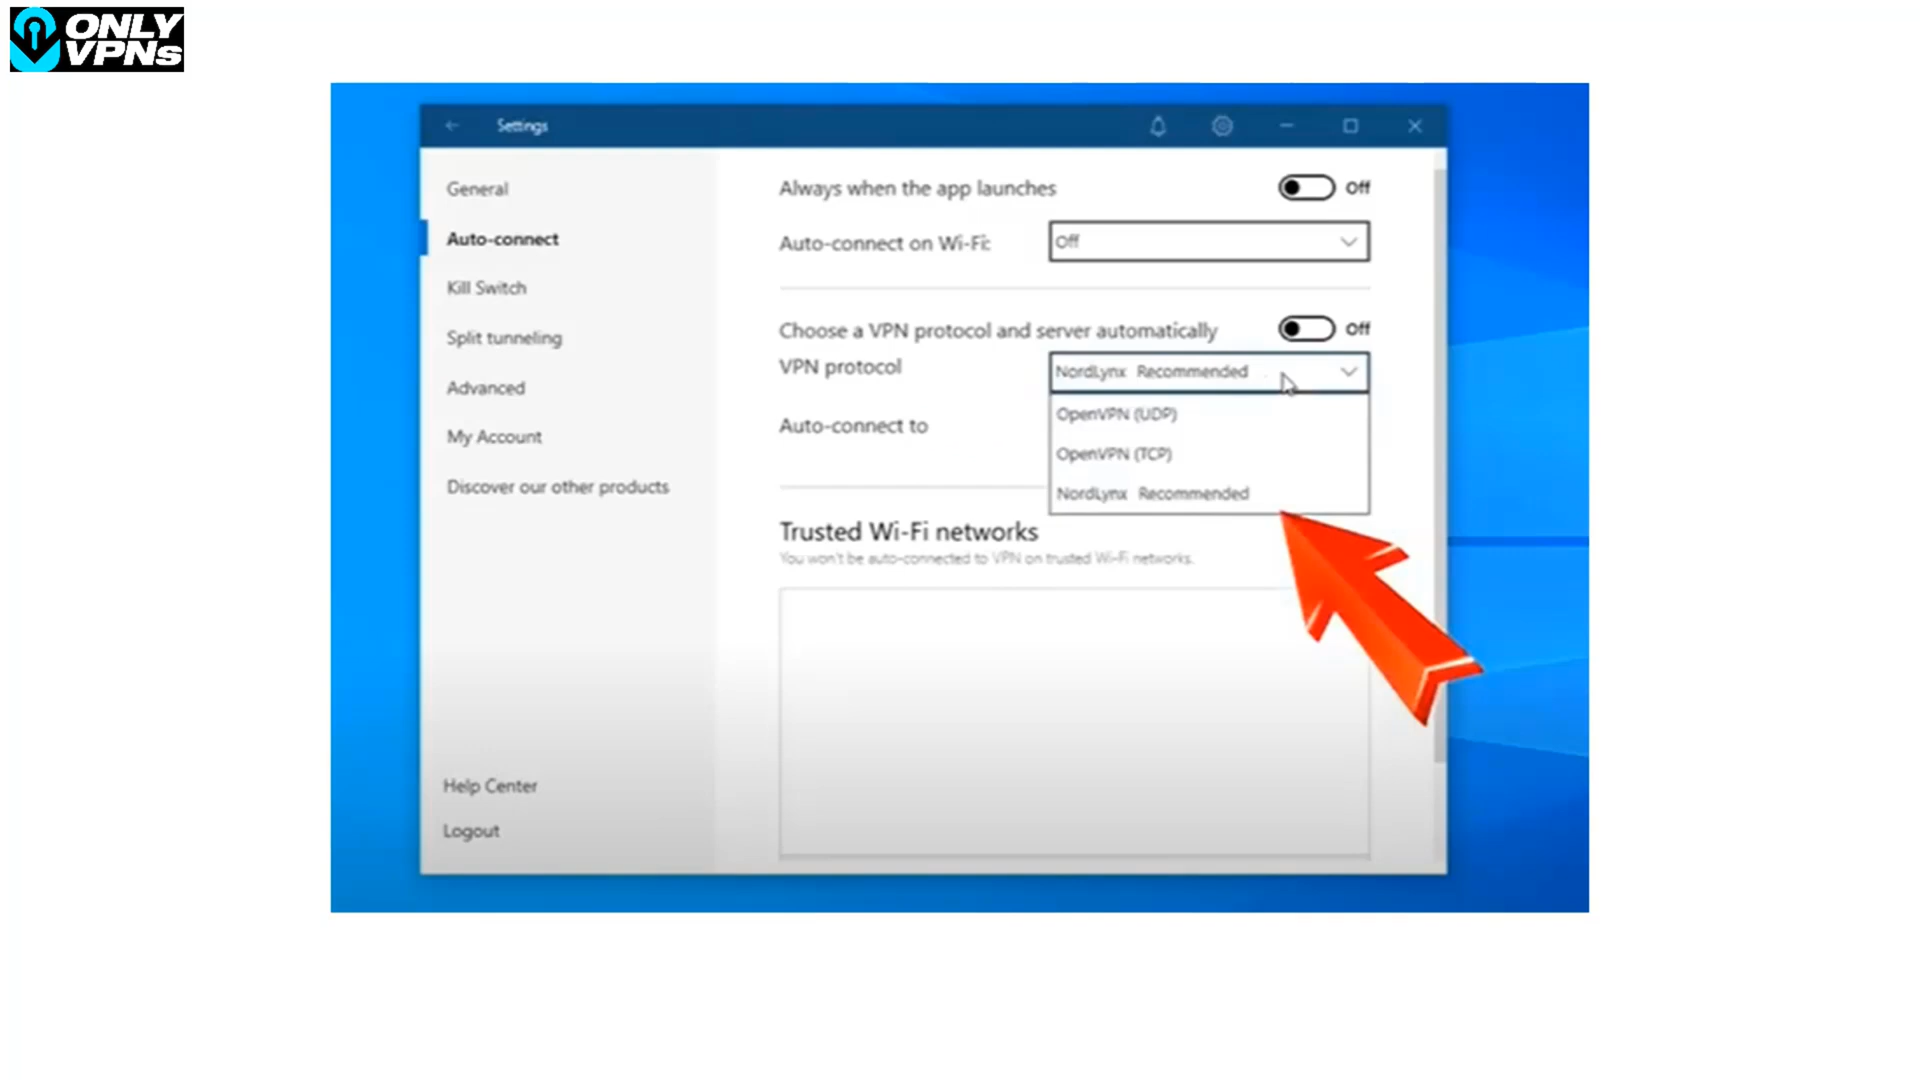 ONLY
VPNs
Settings
General
Auto-connect
Kill Switch
Split tunneling
Advanced
My Account
Discover our other products
Help Center
Logout
Always when the app launches
Off
Auto-connect on Wi-Fi:
Off
Choose a VPN protocol and server automatically
Off
VPN protocol
NordLynx Recommended
OpenVPN (UDP)
OpenVPN (TCP)
NordLynx Recommended
Auto-connect to
Trusted Wi-Fi networks
You won't be auto-connected to VPN on trusted Wi-Fi networks.